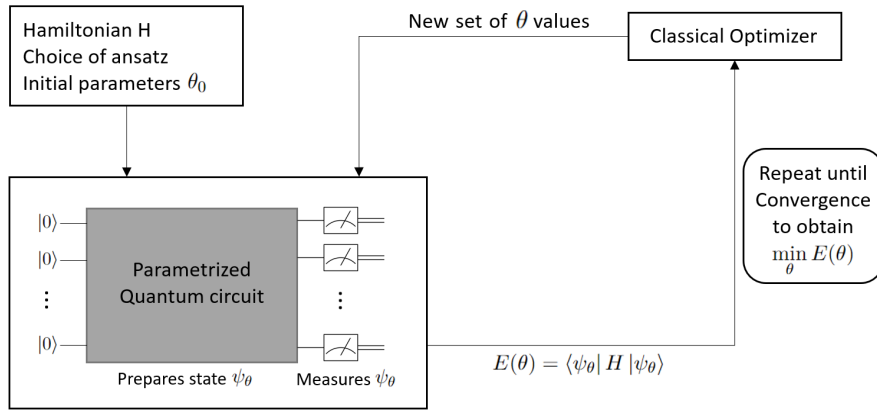 Hamiltonian H
Choice of ansatz
Initial parameters θ₀
New set of θ values
Classical Optimizer
Repeat until
Convergence
to obtain
min E(θ)
θ
|0⟩
|0⟩
⋮
|0⟩
Parametrized
Quantum circuit
⋮
Prepares state ψ_θ
Measures ψ_θ
E(θ) = ⟨ψ_θ| H |ψ_θ⟩